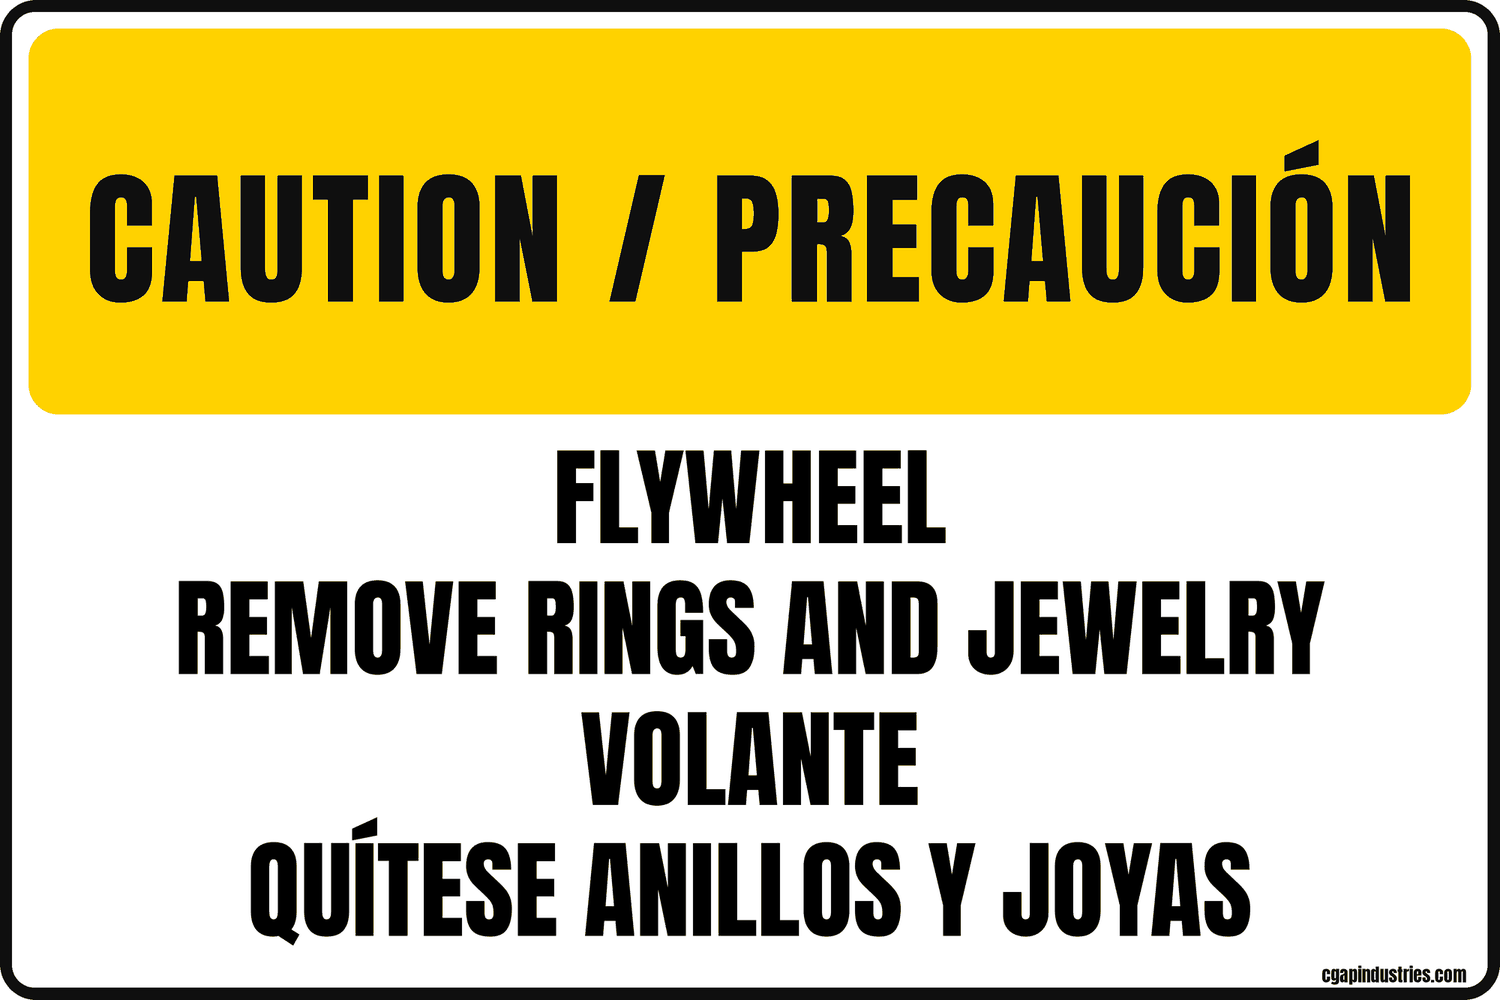 CAUTION / PRECAUCIÓN
FLYWHEEL
REMOVE RINGS AND JEWELRY
VOLANTE
QUÍTESE ANILLOS Y JOYAS
cgapindustries.com